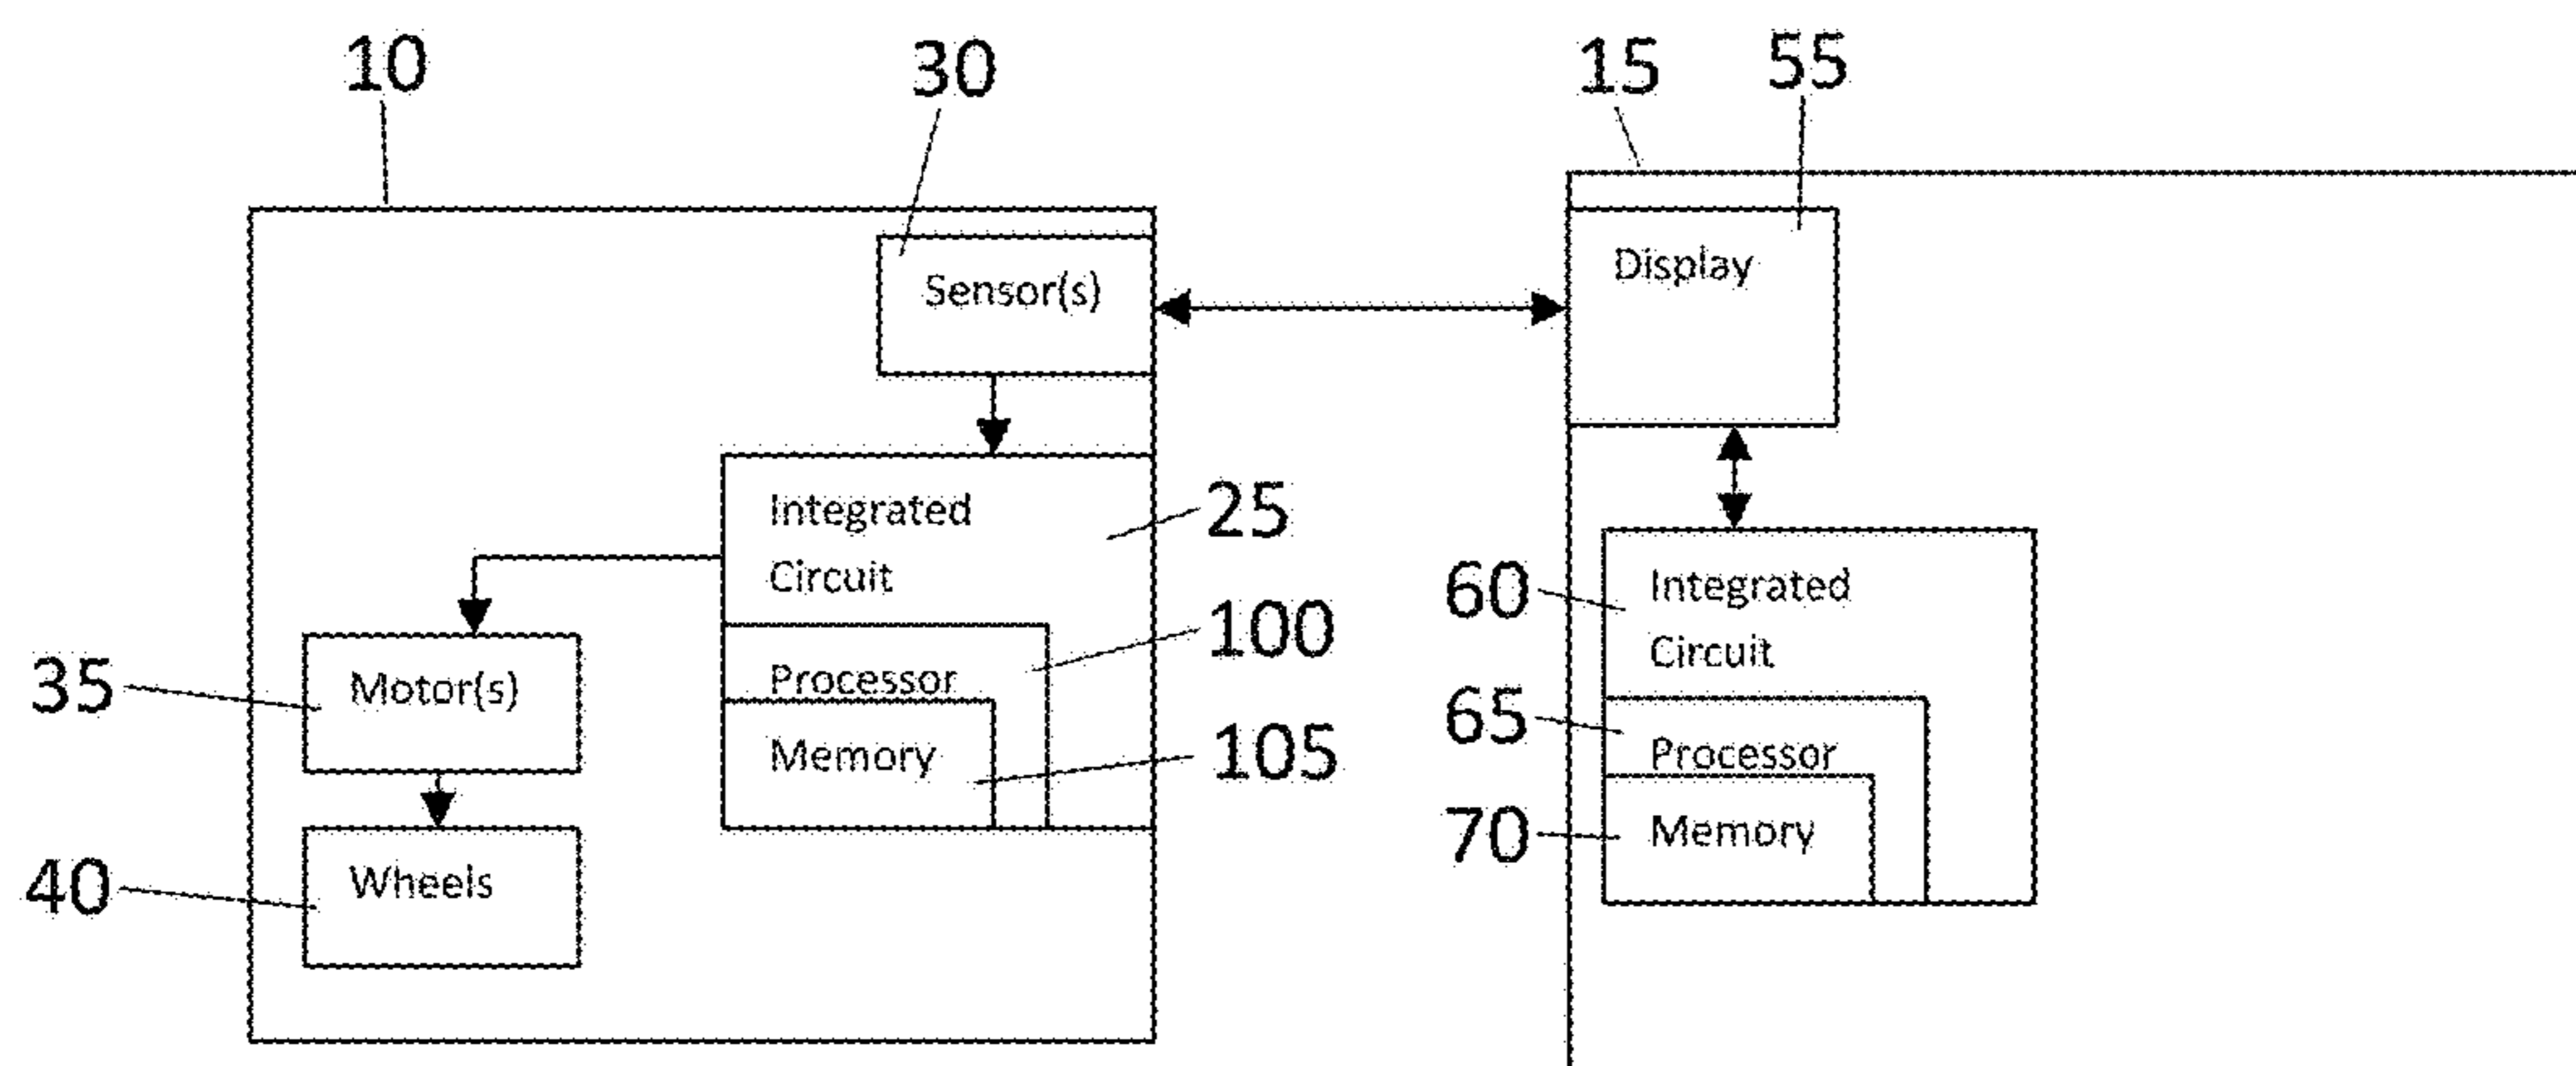 10
30
15
55
Sensor(s)
Display
Integrated
Circuit
25
100
Processor
Memory
105
35
Motor(s)
40
Wheels
60
Integrated
Circuit
65
Processor
70
Memory